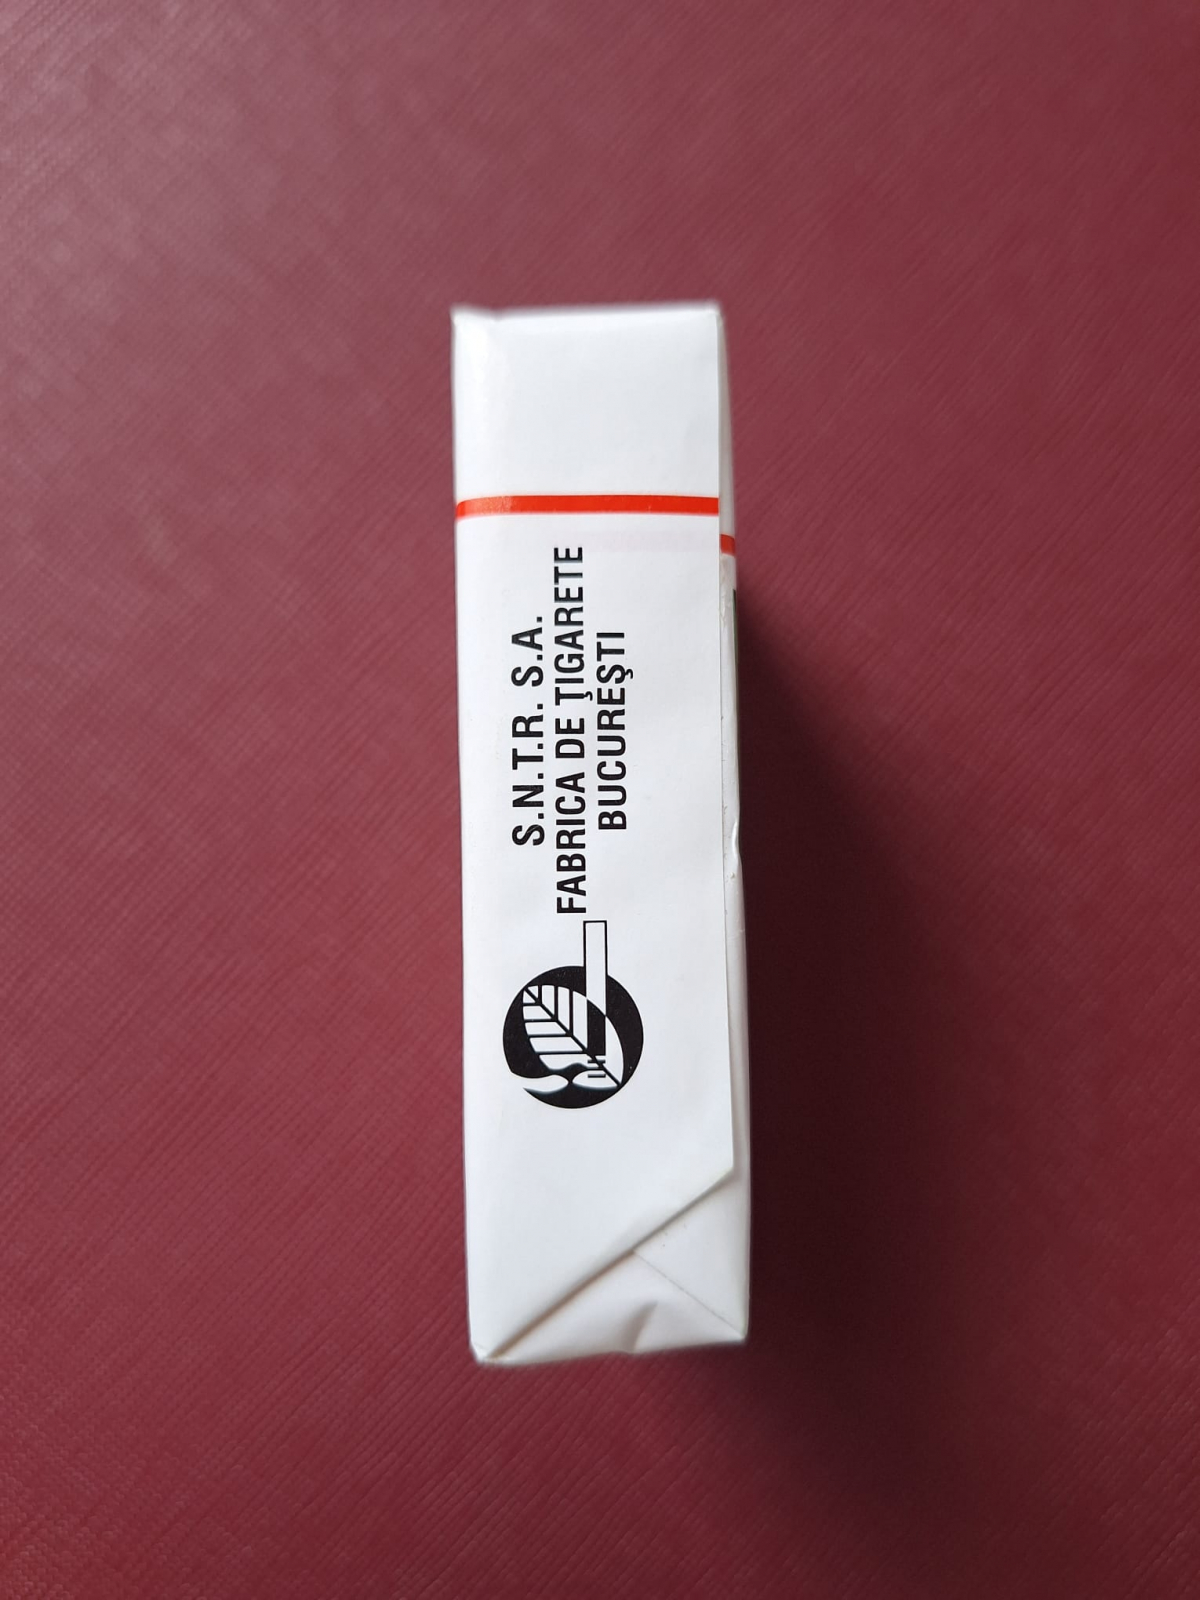 S.N.T.R. S.A.
FABRICA DE ŢIGARETE
BUCUREŞTI